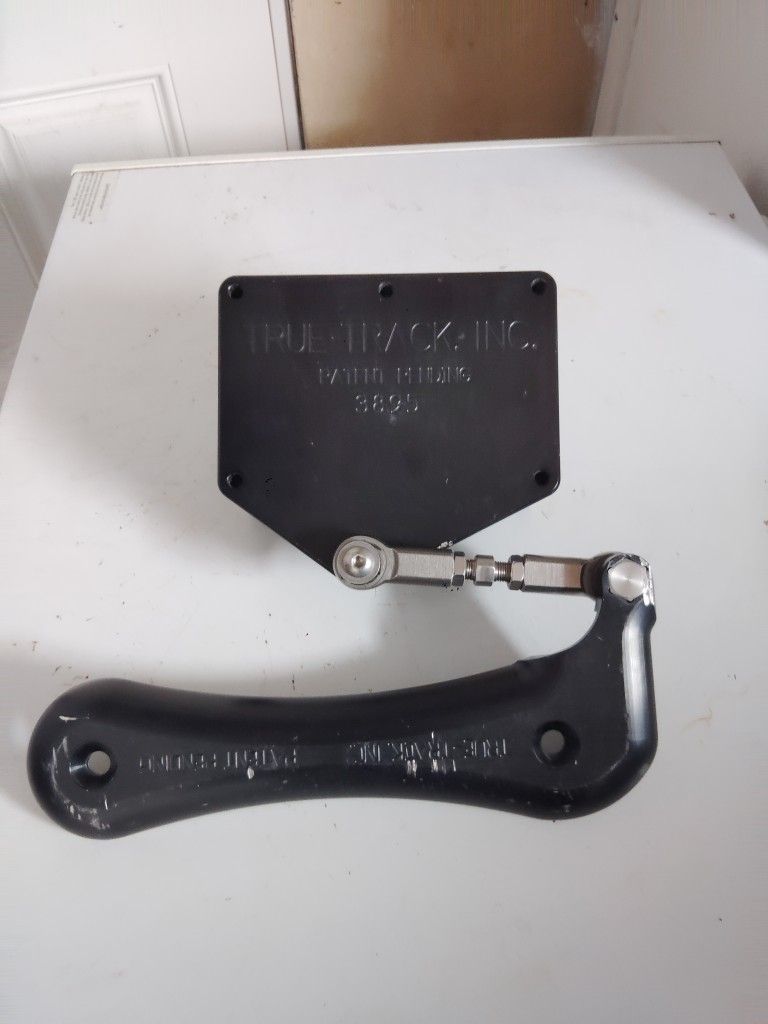 TRUE-TRACK, INC.
PATENT PENDING
3895
TRUE-TRACK, INC.
PATENT PENDING